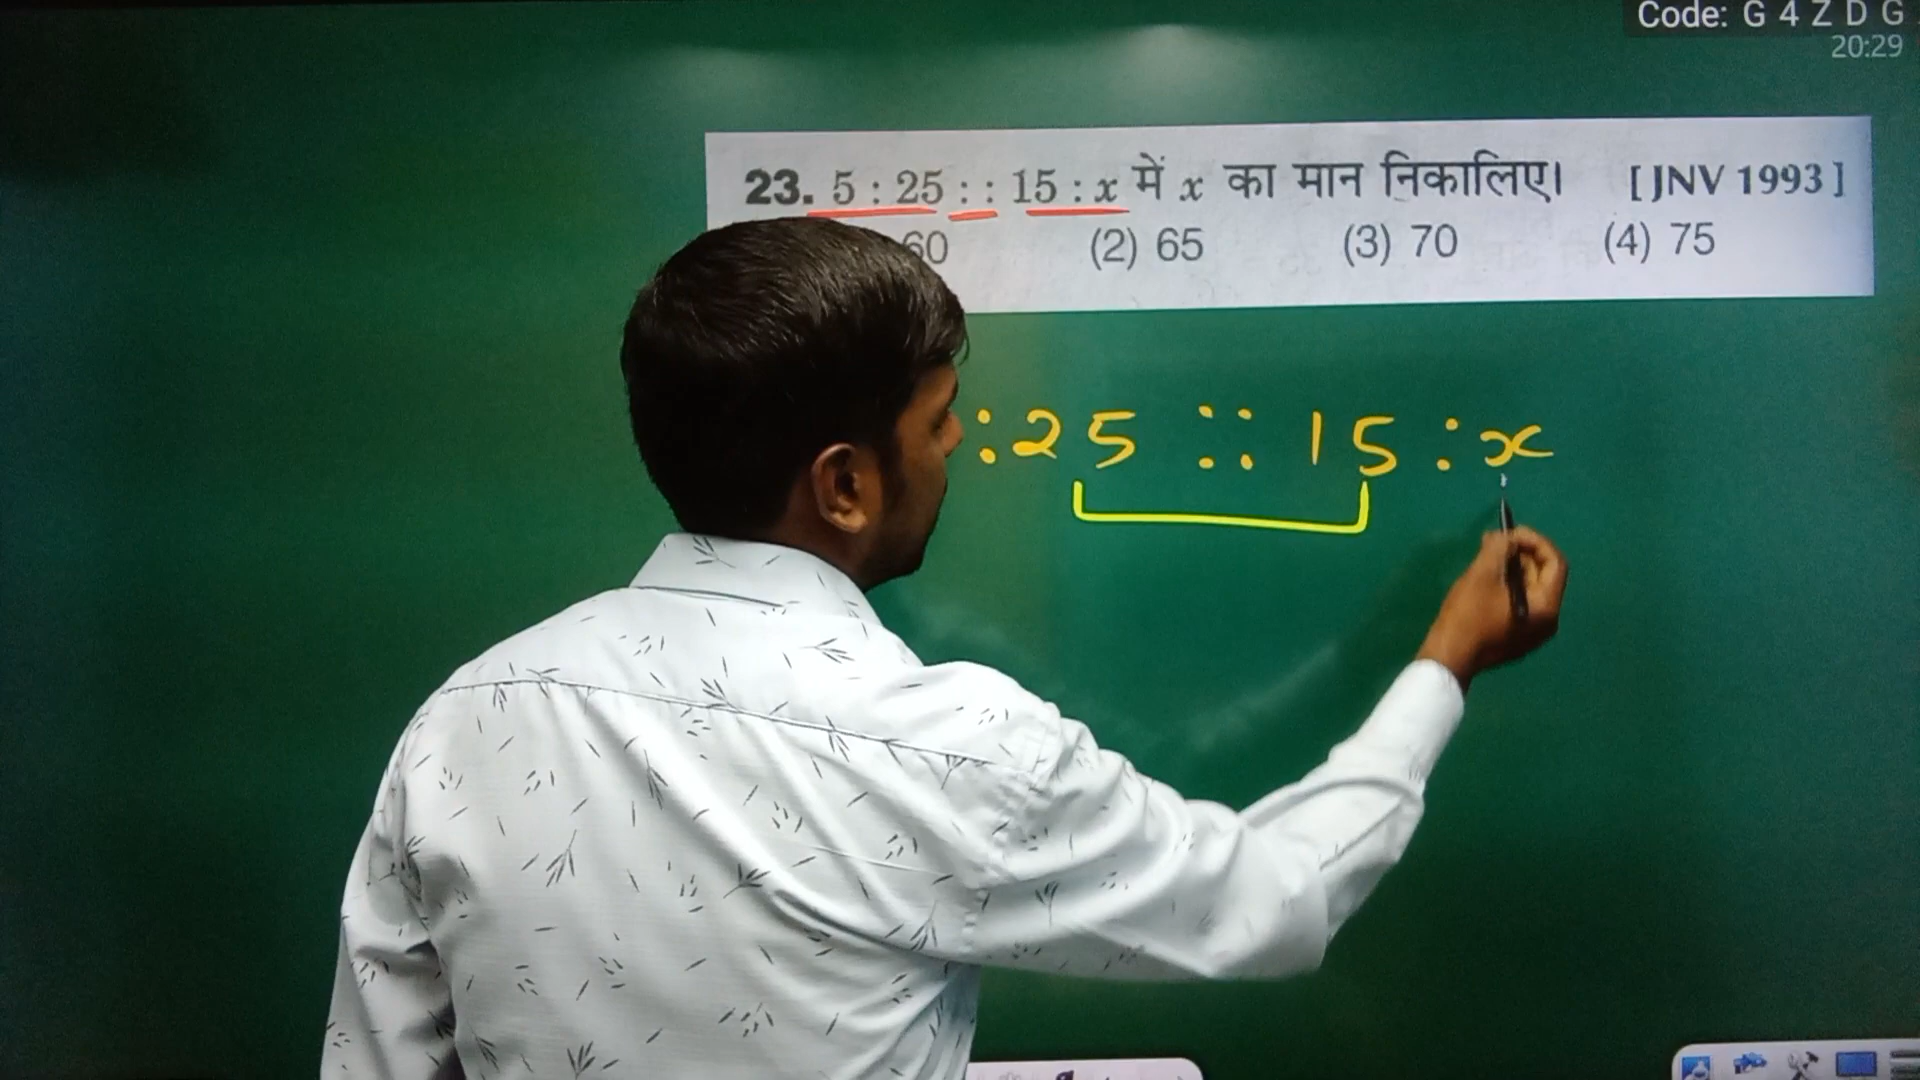 Code: G 4 Z D G
20:29
23. 5 : 25 : : 15 : x में x का मान निकालिए। [JNV 1993]
60 (2) 65 (3) 70 (4) 75
: 25 :: 15 : x